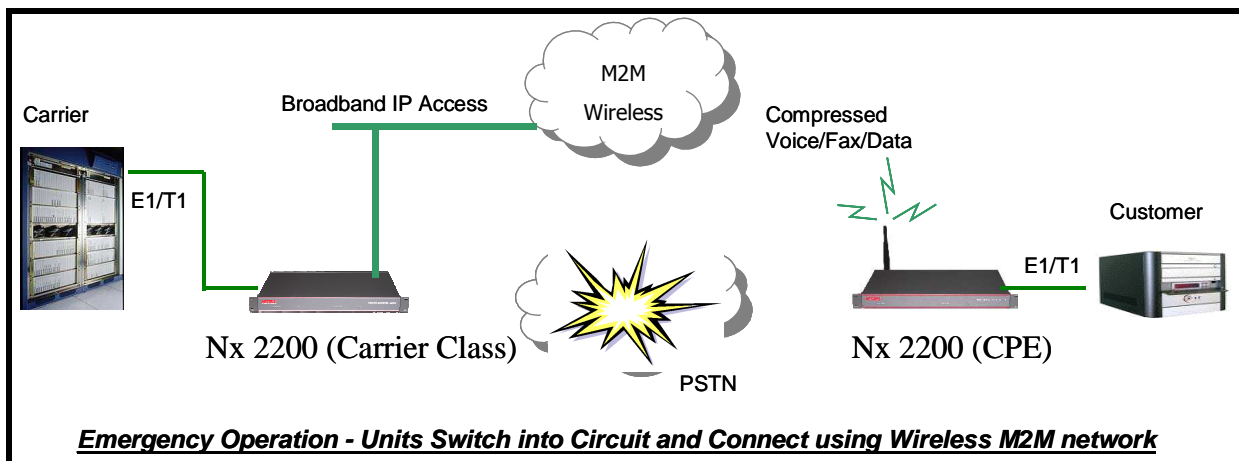 M2M
Wireless
Broadband IP Access
Carrier
Compressed
Voice/Fax/Data
E1/T1
Customer
E1/T1
Nx 2200 (Carrier Class)
Nx 2200 (CPE)
PSTN
Emergency Operation - Units Switch into Circuit and Connect using Wireless M2M network